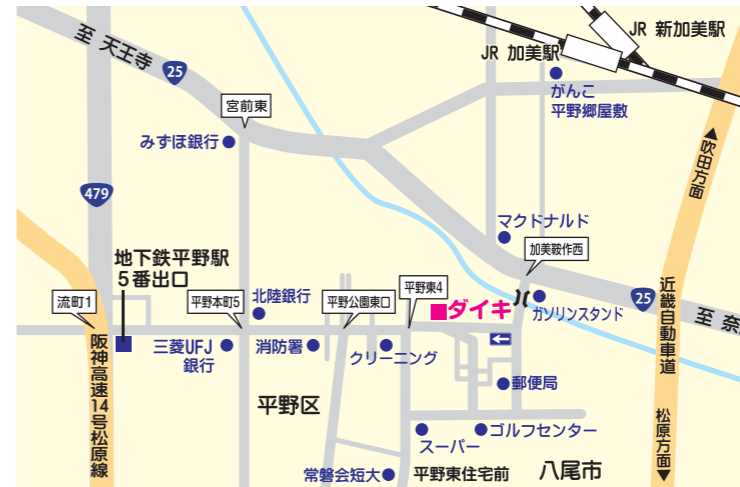 JR 新加美駅
JR 加美駅
至 天王寺
25
がんこ
平野郷屋敷
宮前東
みずほ銀行
▲吹田方面
479
マクドナルド
加美鞍作西
地下鉄平野駅
5番出口
流町1
平野本町5
北陸銀行
平野公園東口
平野東4
■ダイキ
ガソリンスタンド
25
至 奈
近畿自動車道
三菱UFJ
銀行
消防署
クリーニング
阪神高速14号松原線
郵便局
平野区
スーパー
ゴルフセンター
松原方面▼
常磐会短大
平野東住宅前
八尾市